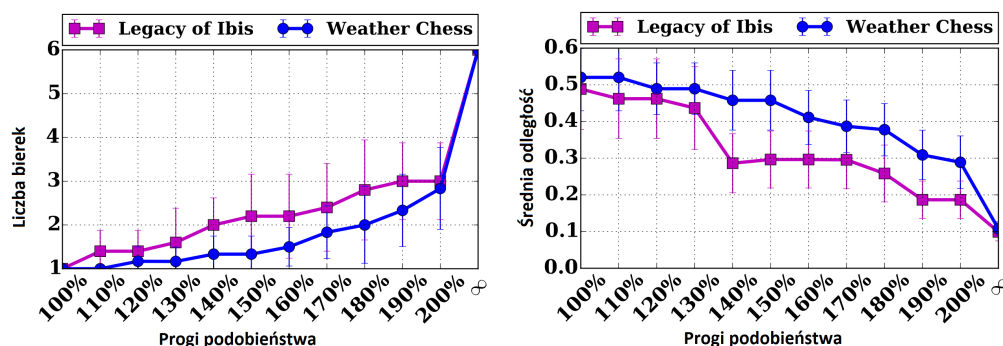 Legacy of Ibis Weather Chess
Liczba bierek
6
5
4
3
2
1
100% 110% 120% 130% 140% 150% 160% 170% 180% 190% 200% ∞
Progi podobieństwa
Legacy of Ibis Weather Chess
Średnia odległość
0.6
0.5
0.4
0.3
0.2
0.1
0.0
100% 110% 120% 130% 140% 150% 160% 170% 180% 190% 200% ∞
Progi podobieństwa